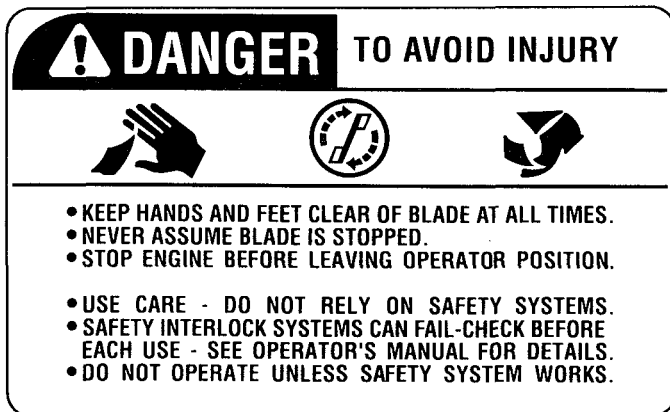 DANGER TO AVOID INJURY
• KEEP HANDS AND FEET CLEAR OF BLADE AT ALL TIMES.
• NEVER ASSUME BLADE IS STOPPED.
• STOP ENGINE BEFORE LEAVING OPERATOR POSITION.
• USE CARE - DO NOT RELY ON SAFETY SYSTEMS.
• SAFETY INTERLOCK SYSTEMS CAN FAIL-CHECK BEFORE
EACH USE - SEE OPERATOR'S MANUAL FOR DETAILS.
• DO NOT OPERATE UNLESS SAFETY SYSTEM WORKS.